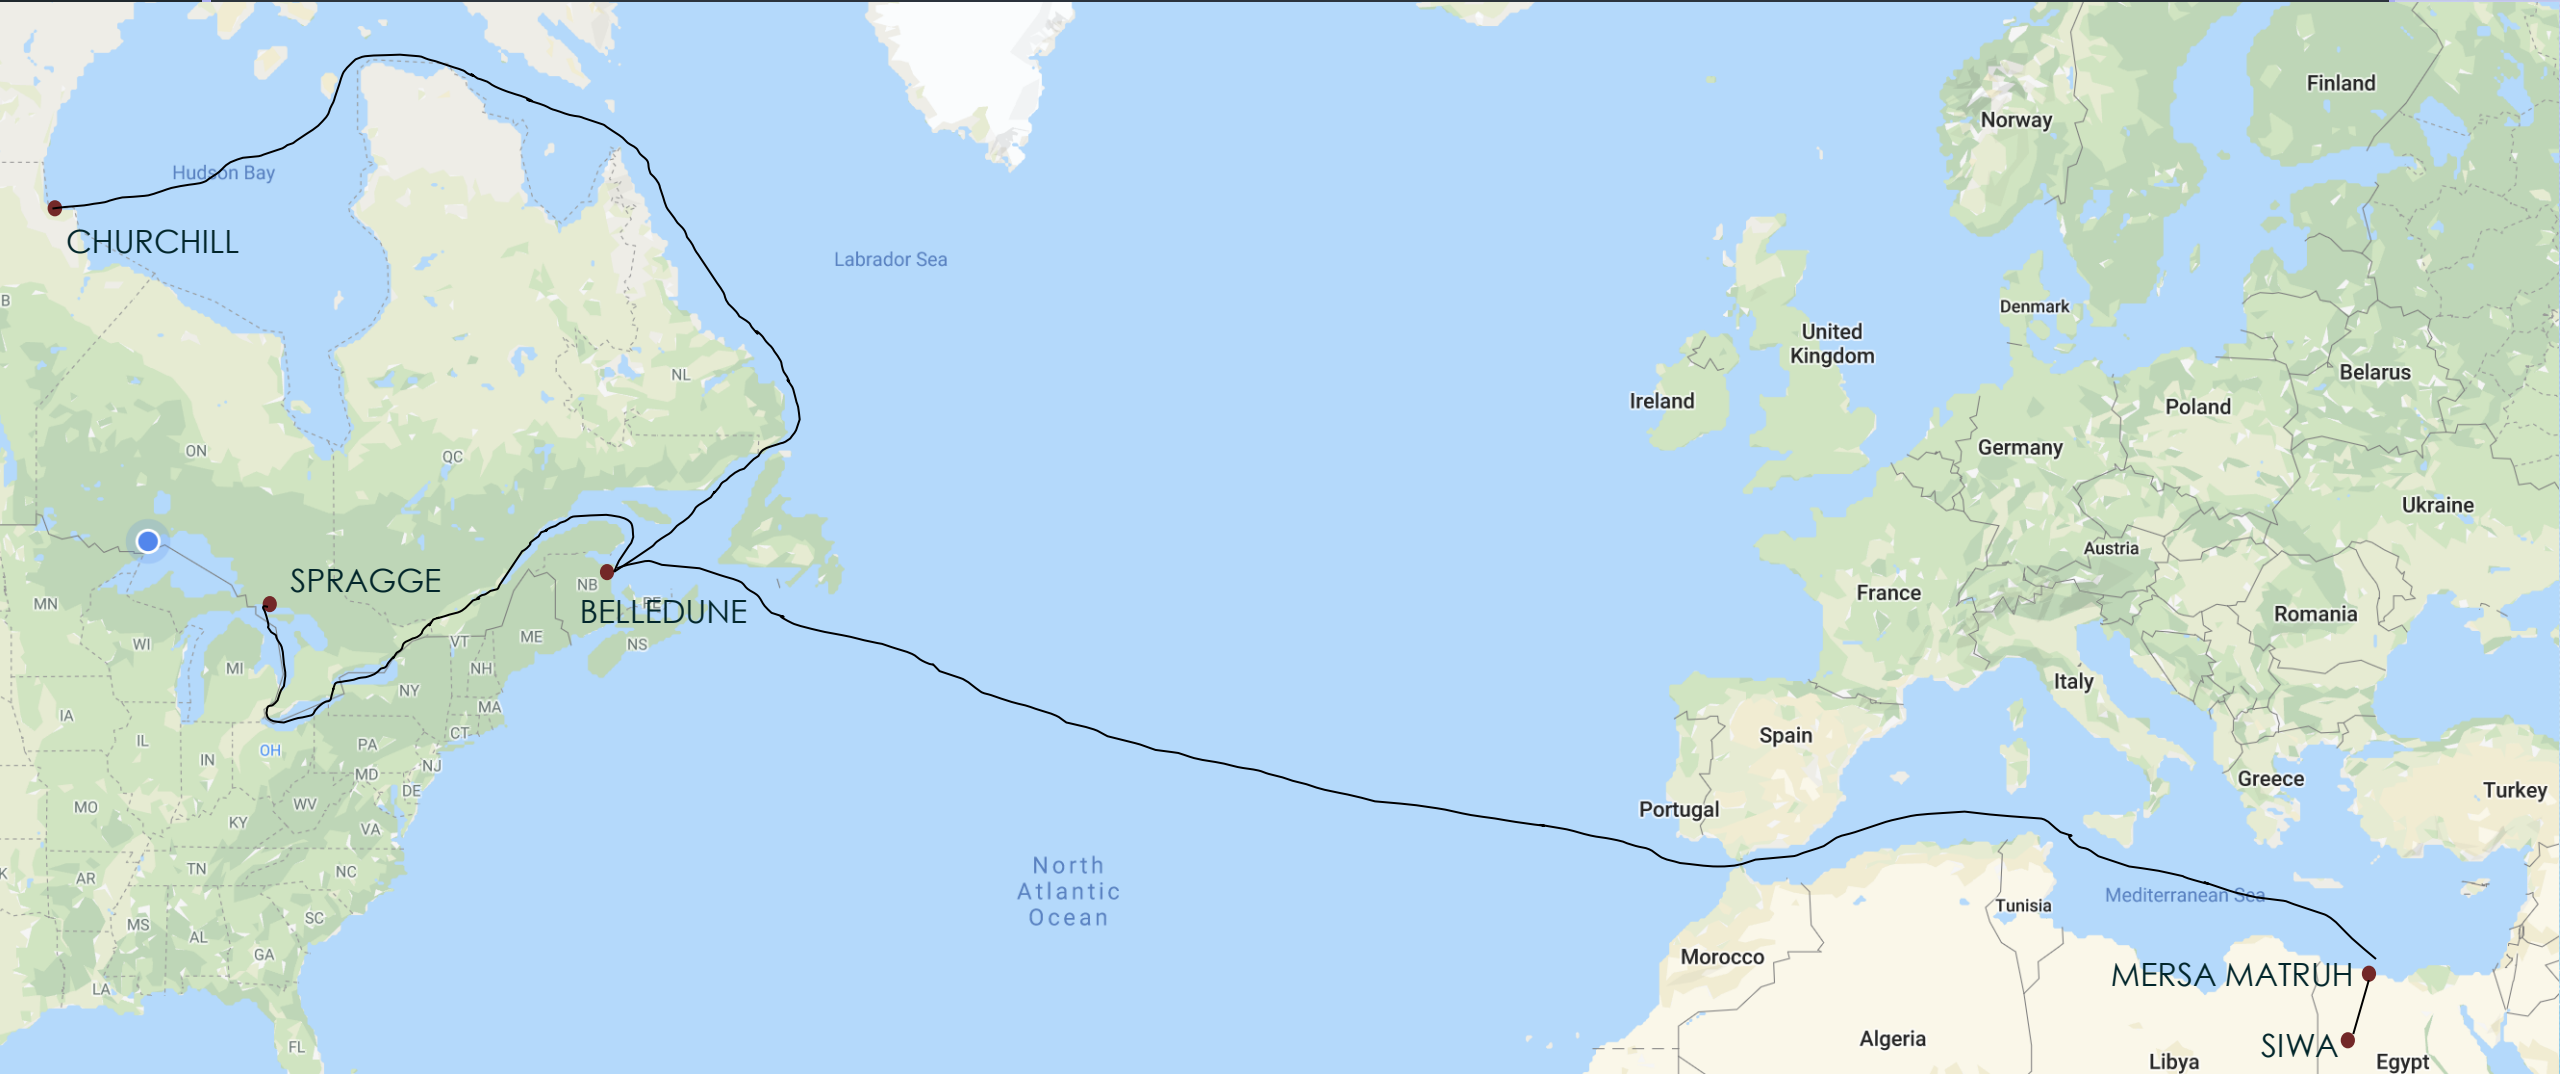 Finland
Norway
Hudson Bay
CHURCHILL
Labrador Sea
B
Denmark
United
Kingdom
Belarus
NL
Ireland
Poland
Germany
ON
QC
Ukraine
Austria
SPRAGGE
NB
France
MN
PE
BELLEDUNE
Romania
WI
VT
ME
NS
MI
NH
Italy
NY
MA
IA
CT
Spain
IL
OH
PA
IN
NJ
MD
Greece
DE
Turkey
MO
WV
Portugal
KY
VA
TN
NC
North
Atlantic
Ocean
K
AR
Mediterranean Sea
Tunisia
MS
SC
AL
GA
Morocco
MERSA MATRUH
LA
Algeria
FL
SIWA
Libya
Egypt